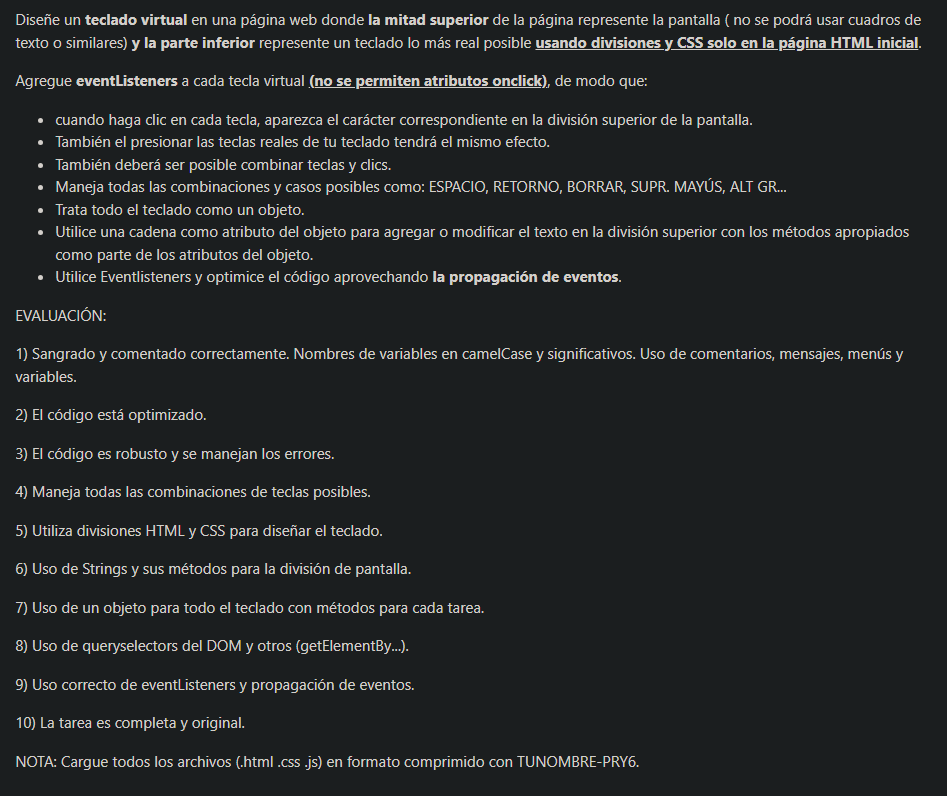 Diseñe un teclado virtual en una página web donde la mitad superior de la página represente la pantalla ( no se podrá usar cuadros de
texto o similares) y la parte inferior represente un teclado lo más real posible usando divisiones y CSS solo en la página HTML inicial.
Agregue eventListeners a cada tecla virtual (no se permiten atributos onclick), de modo que:
• cuando haga clic en cada tecla, aparezca el carácter correspondiente en la división superior de la pantalla.
• También el presionar las teclas reales de tu teclado tendrá el mismo efecto.
• También deberá ser posible combinar teclas y clics.
• Maneja todas las combinaciones y casos posibles como: ESPACIO, RETORNO, BORRAR, SUPR. MAYÚS, ALT GR...
• Trata todo el teclado como un objeto.
• Utilice una cadena como atributo del objeto para agregar o modificar el texto en la división superior con los métodos apropiados
como parte de los atributos del objeto.
• Utilice Eventlisteners y optimice el código aprovechando la propagación de eventos.
EVALUACIÓN:
1) Sangrado y comentado correctamente. Nombres de variables en camelCase y significativos. Uso de comentarios, mensajes, menús y
variables.
2) El código está optimizado.
3) El código es robusto y se manejan los errores.
4) Maneja todas las combinaciones de teclas posibles.
5) Utiliza divisiones HTML y CSS para diseñar el teclado.
6) Uso de Strings y sus métodos para la división de pantalla.
7) Uso de un objeto para todo el teclado con métodos para cada tarea.
8) Uso de queryselectors del DOM y otros (getElementBy...).
9) Uso correcto de eventListeners y propagación de eventos.
10) La tarea es completa y original.
NOTA: Cargue todos los archivos (.html .css .js) en formato comprimido con TUNOMBRE-PRY6.